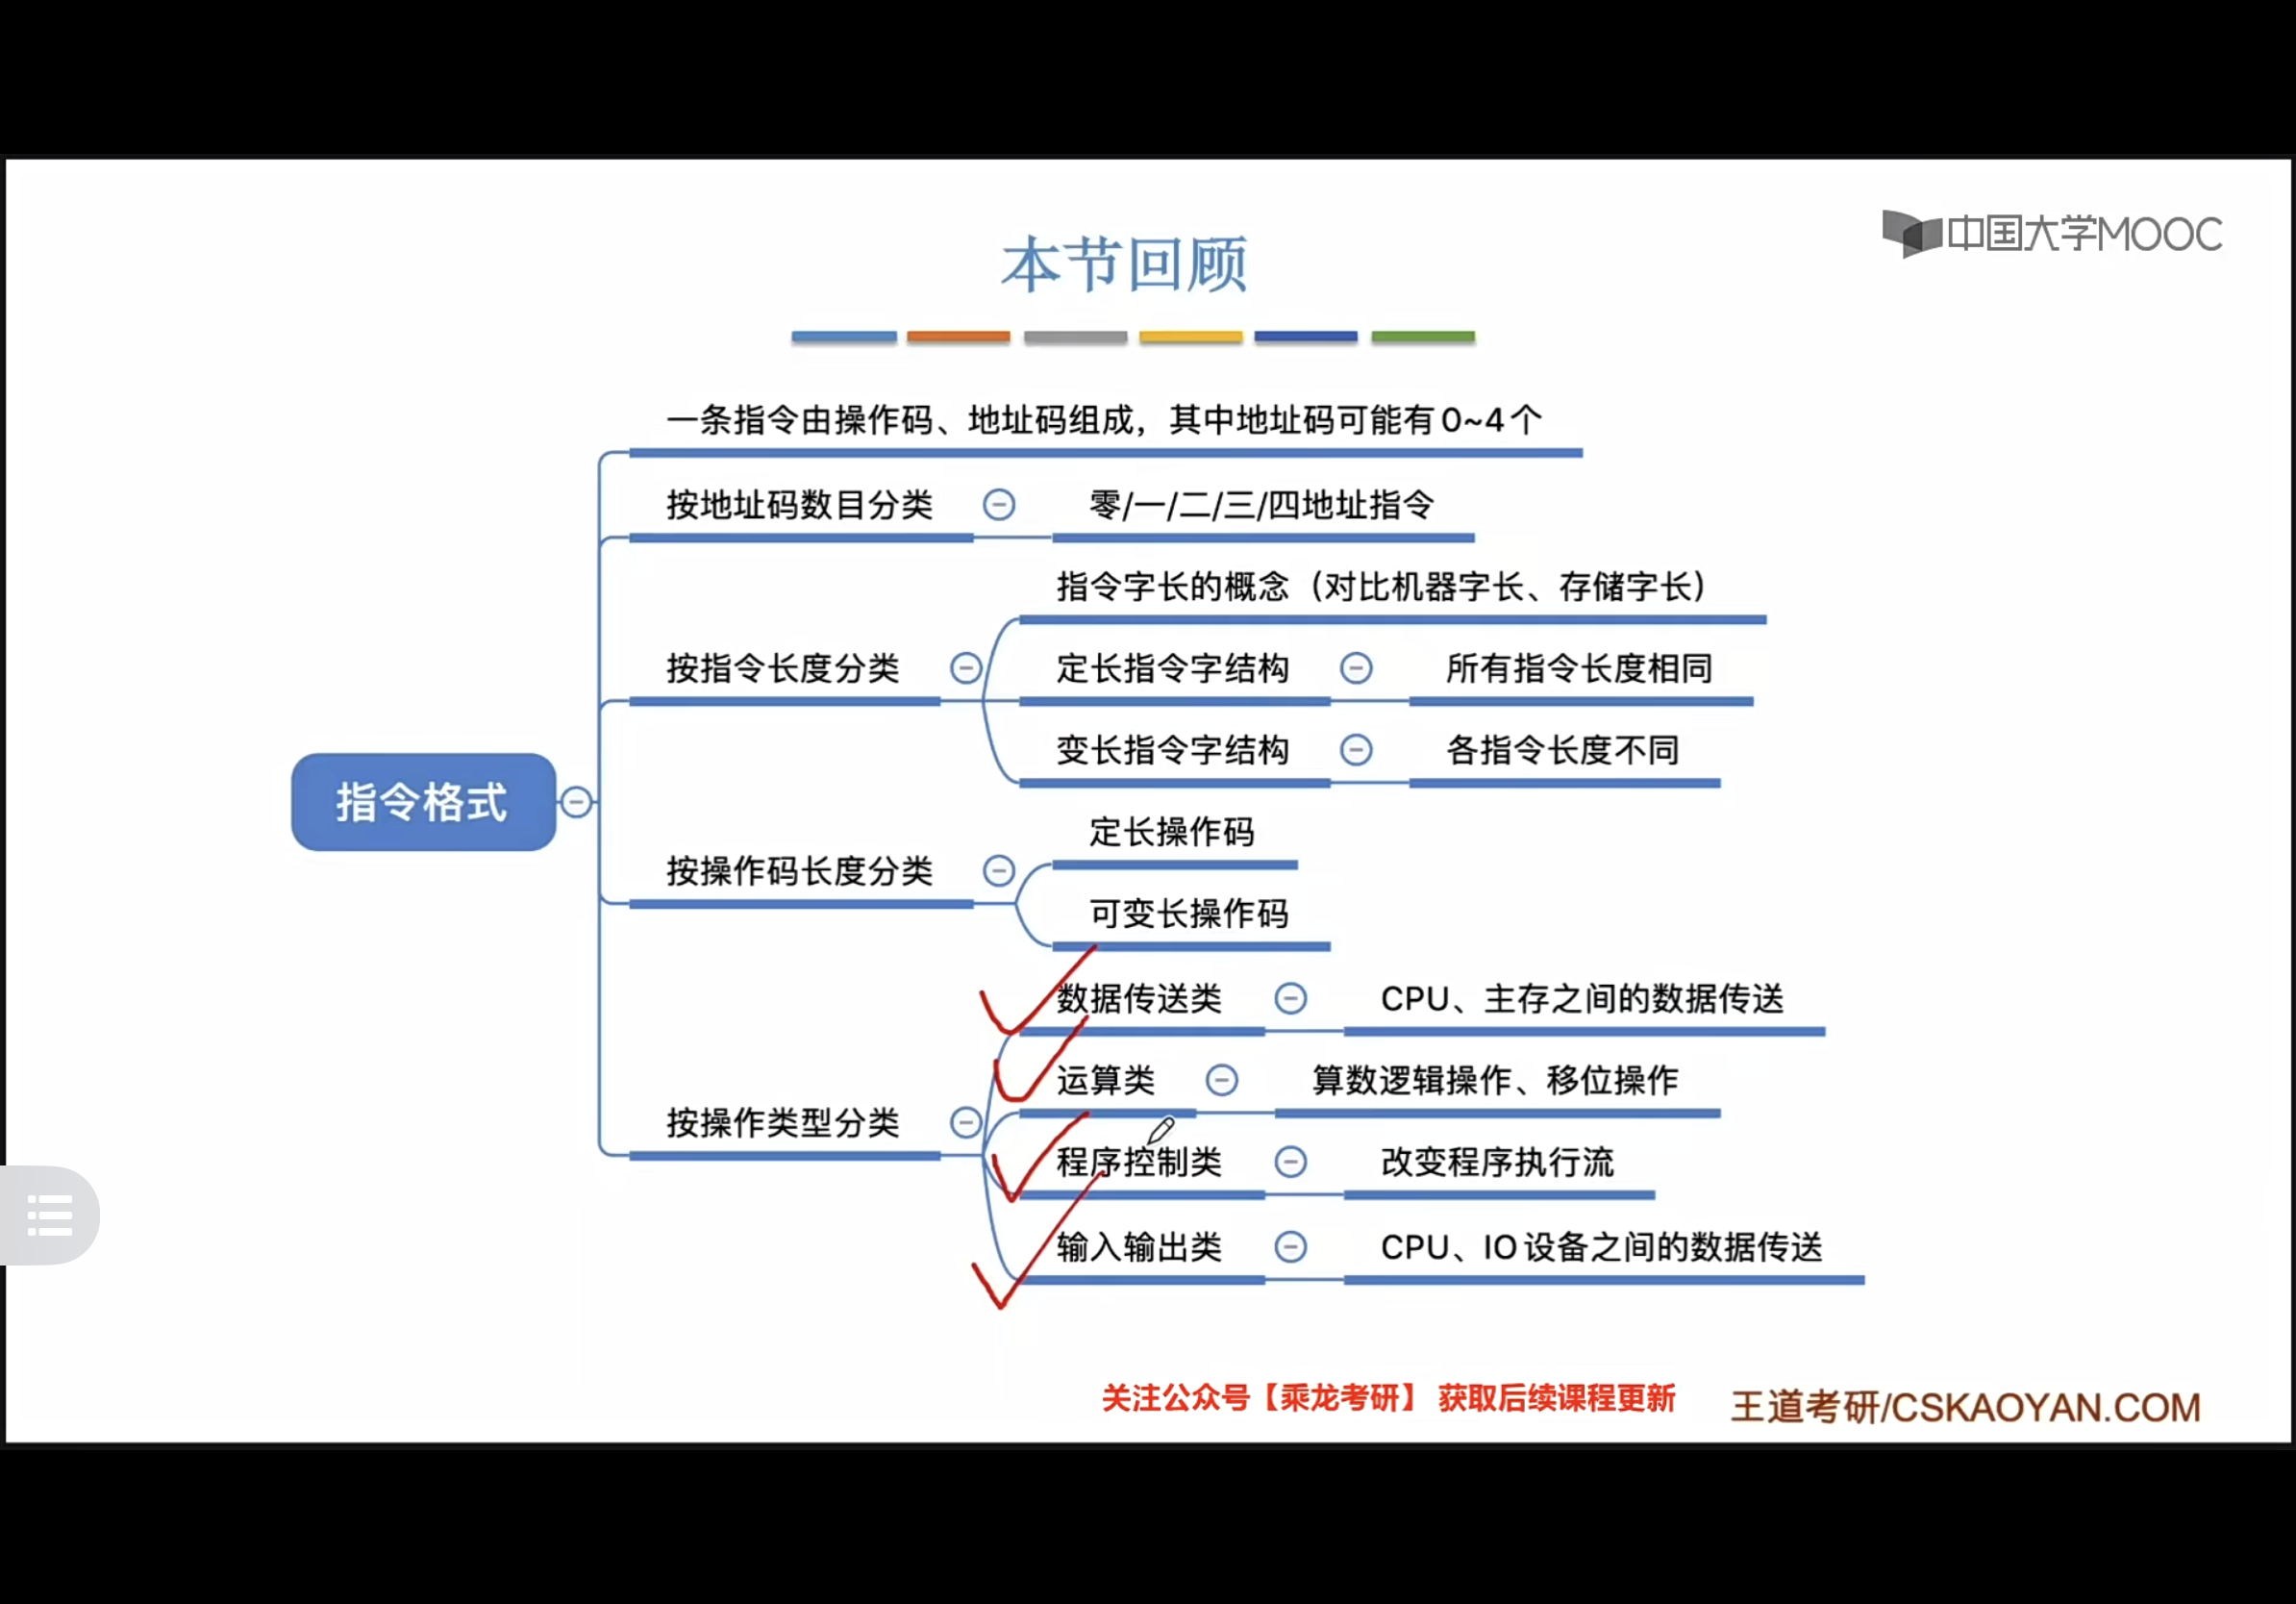 中国大学MOOC
本节回顾
一条指令由操作码、地址码组成，其中地址码可能有0~4个
按地址码数目分类
零/一/二/三/四地址指令
指令字长的概念（对比机器字长、存储字长）
按指令长度分类
定长指令字结构
所有指令长度相同
变长指令字结构
各指令长度不同
指令格式
定长操作码
按操作码长度分类
可变长操作码
数据传送类
CPU、主存之间的数据传送
运算类
算数逻辑操作、移位操作
按操作类型分类
程序控制类
改变程序执行流
输入输出类
CPU、IO设备之间的数据传送
关注公众号【乘龙考研】 获取后续课程更新
王道考研/CSKAOYAN.COM